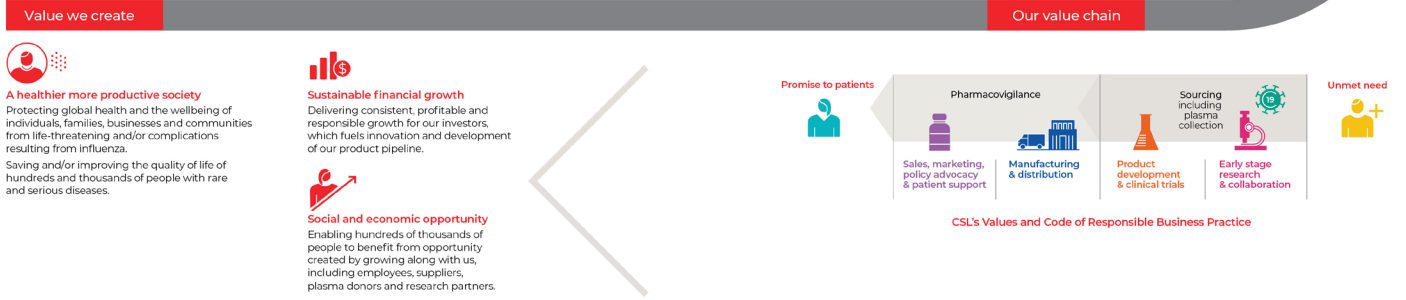 Value we create
Our value chain
A healthier more productive society
Protecting global health and the wellbeing of
individuals, families, businesses and communities
from life-threatening and/or complications
resulting from influenza.
Saving and/or improving the quality of life of
hundreds and thousands of people with rare
and serious diseases.
Sustainable financial growth
Delivering consistent, profitable and
responsible growth for our investors,
which fuels innovation and development
of our product pipeline.
Social and economic opportunity
Enabling hundreds of thousands of
people to benefit from opportunity
created by growing along with us,
including employees, suppliers,
plasma donors and research partners.
Promise to patients
Pharmacovigilance
Sourcing
including
plasma
collection
19
Unmet need
Sales, marketing,
policy advocacy
& patient support
Manufacturing
& distribution
Product
development
& clinical trials
Early stage
research
& collaboration
CSL's Values and Code of Responsible Business Practice